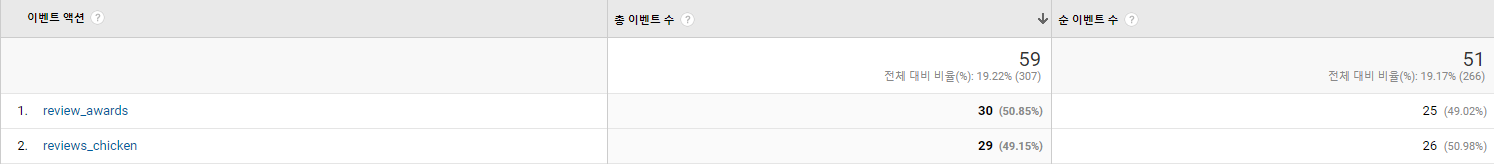 이벤트 액션 ? 총 이벤트 수 ? 순 이벤트 수 ?
59 51
전체 대비 비율(%): 19.22% (307) 전체 대비 비율(%): 19.17% (266)
1. review_awards 30 (50.85%) 25 (49.02%)
2. reviews_chicken 29 (49.15%) 26 (50.98%)